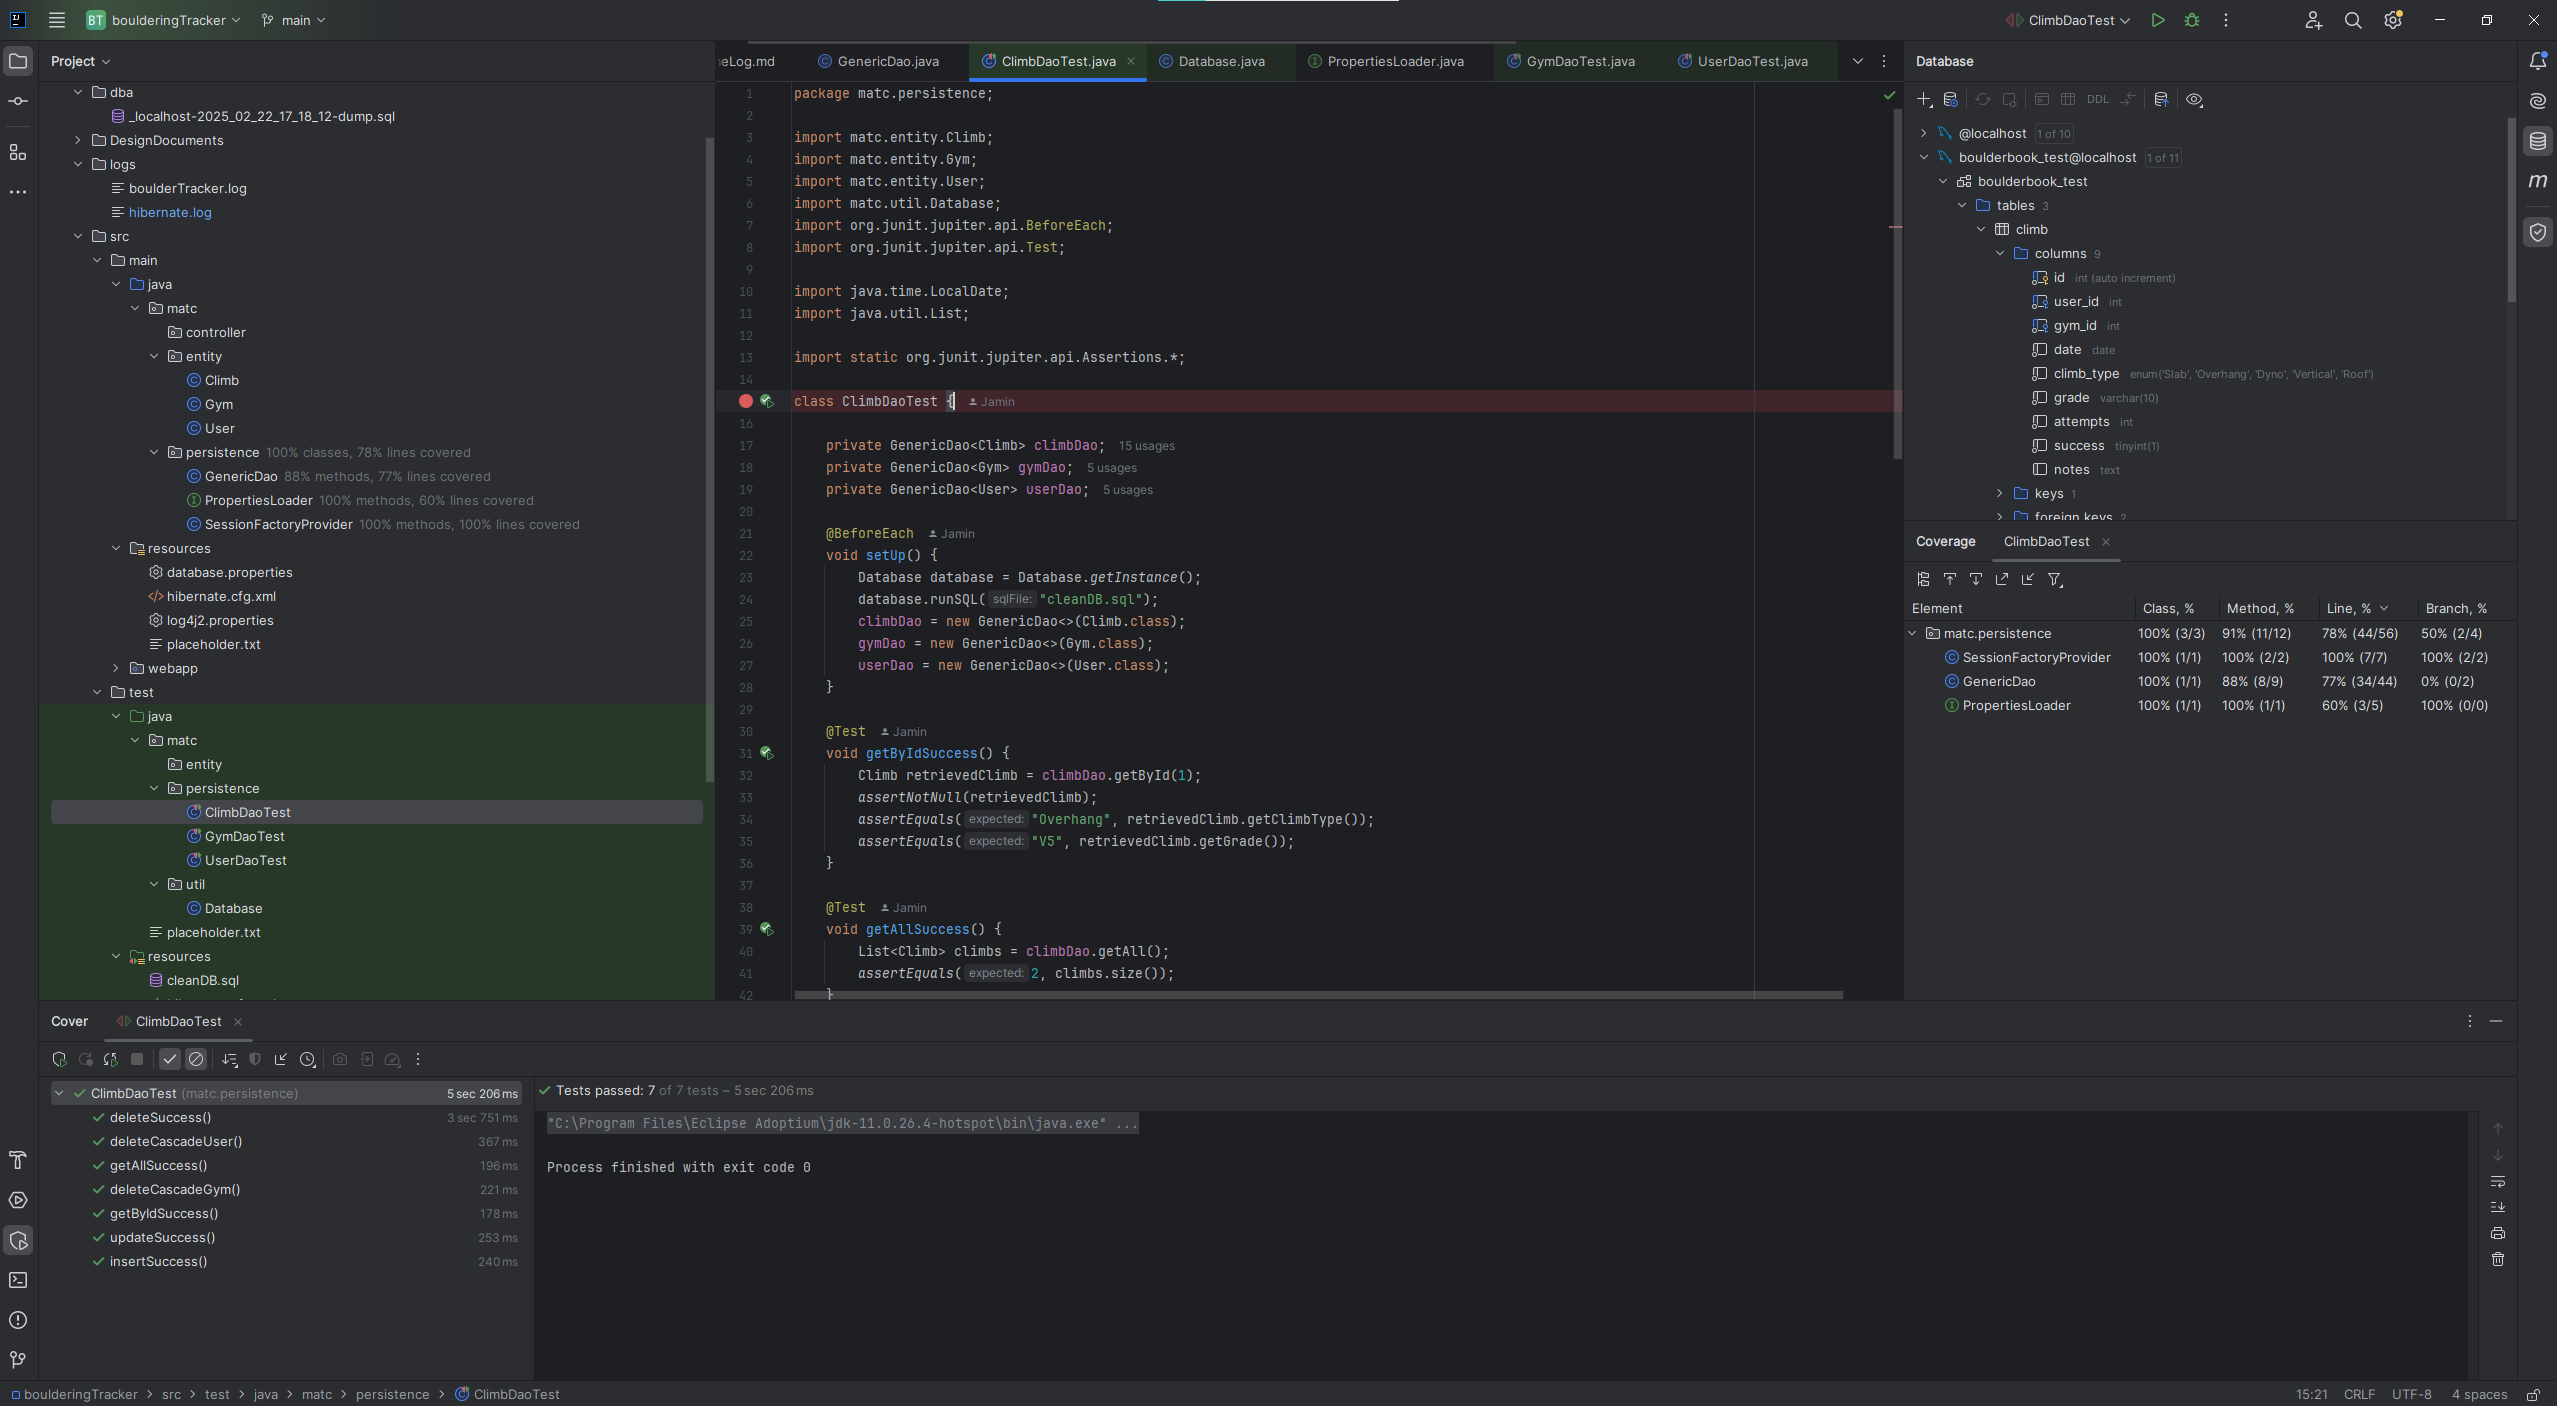 BT boulderingTracker main ClimbDaoTest
Project
dba
_localhost-2025_02_22_17_18_12-dump.sql
DesignDocuments
logs
boulderTracker.log
hibernate.log
src
main
java
matc
controller
entity
Climb
Gym
User
persistence 100% classes, 78% lines covered
GenericDao 88% methods, 77% lines covered
PropertiesLoader 100% methods, 60% lines covered
SessionFactoryProvider 100% methods, 100% lines covered
resources
database.properties
hibernate.cfg.xml
log4j2.properties
placeholder.txt
webapp
test
java
matc
entity
persistence
ClimbDaoTest
GymDaoTest
UserDaoTest
util
Database
placeholder.txt
resources
cleanDB.sql
eLog.md GenericDao.java ClimbDaoTest.java Database.java PropertiesLoader.java GymDaoTest.java UserDaoTest.java
1 package matc.persistence;
2
3 import matc.entity.Climb;
4 import matc.entity.Gym;
5 import matc.entity.User;
6 import matc.util.Database;
7 import org.junit.jupiter.api.BeforeEach;
8 import org.junit.jupiter.api.Test;
9
10 import java.time.LocalDate;
11 import java.util.List;
12
13 import static org.junit.jupiter.api.Assertions.*;
14
class ClimbDaoTest { Jamin
16
17 private GenericDao<Climb> climbDao; 15 usages
18 private GenericDao<Gym> gymDao; 5 usages
19 private GenericDao<User> userDao; 5 usages
20
21 @BeforeEach Jamin
22 void setUp() {
23 Database database = Database.getInstance();
24 database.runSQL( sqlFile: "cleanDB.sql");
25 climbDao = new GenericDao<>(Climb.class);
26 gymDao = new GenericDao<>(Gym.class);
27 userDao = new GenericDao<>(User.class);
28 }
29
30 @Test Jamin
31 void getByIdSuccess() {
32 Climb retrievedClimb = climbDao.getById(1);
33 assertNotNull(retrievedClimb);
34 assertEquals( expected: "Overhang", retrievedClimb.getClimbType());
35 assertEquals( expected: "V5", retrievedClimb.getGrade());
36 }
37
38 @Test Jamin
39 void getAllSuccess() {
40 List<Climb> climbs = climbDao.getAll();
41 assertEquals( expected: 2, climbs.size());
42 }
Database
DDL
@localhost 1 of 10
boulderbook_test@localhost 1 of 11
boulderbook_test
tables 3
climb
columns 9
id int (auto increment)
user_id int
gym_id int
date date
climb_type enum('Slab', 'Overhang', 'Dyno', 'Vertical', 'Roof')
grade varchar(10)
attempts int
success tinyint(1)
notes text
keys 1
foreign keys 2
Coverage ClimbDaoTest
Element Class, % Method, % Line, % Branch, %
matc.persistence 100% (3/3) 91% (11/12) 78% (44/56) 50% (2/4)
SessionFactoryProvider 100% (1/1) 100% (2/2) 100% (7/7) 100% (2/2)
GenericDao 100% (1/1) 88% (8/9) 77% (34/44) 0% (0/2)
PropertiesLoader 100% (1/1) 100% (1/1) 60% (3/5) 100% (0/0)
Cover ClimbDaoTest
ClimbDaoTest (matc.persistence) 5 sec 206 ms
deleteSuccess() 3 sec 751 ms
deleteCascadeUser() 367 ms
getAllSuccess() 196 ms
deleteCascadeGym() 221 ms
getByIdSuccess() 178 ms
updateSuccess() 253 ms
insertSuccess() 240 ms
Tests passed: 7 of 7 tests – 5 sec 206 ms
"C:\Program Files\Eclipse Adoptium\jdk-11.0.26.4-hotspot\bin\java.exe" ...
Process finished with exit code 0
boulderingTracker > src > test > java > matc > persistence > ClimbDaoTest
15:21 CRLF UTF-8 4 spaces